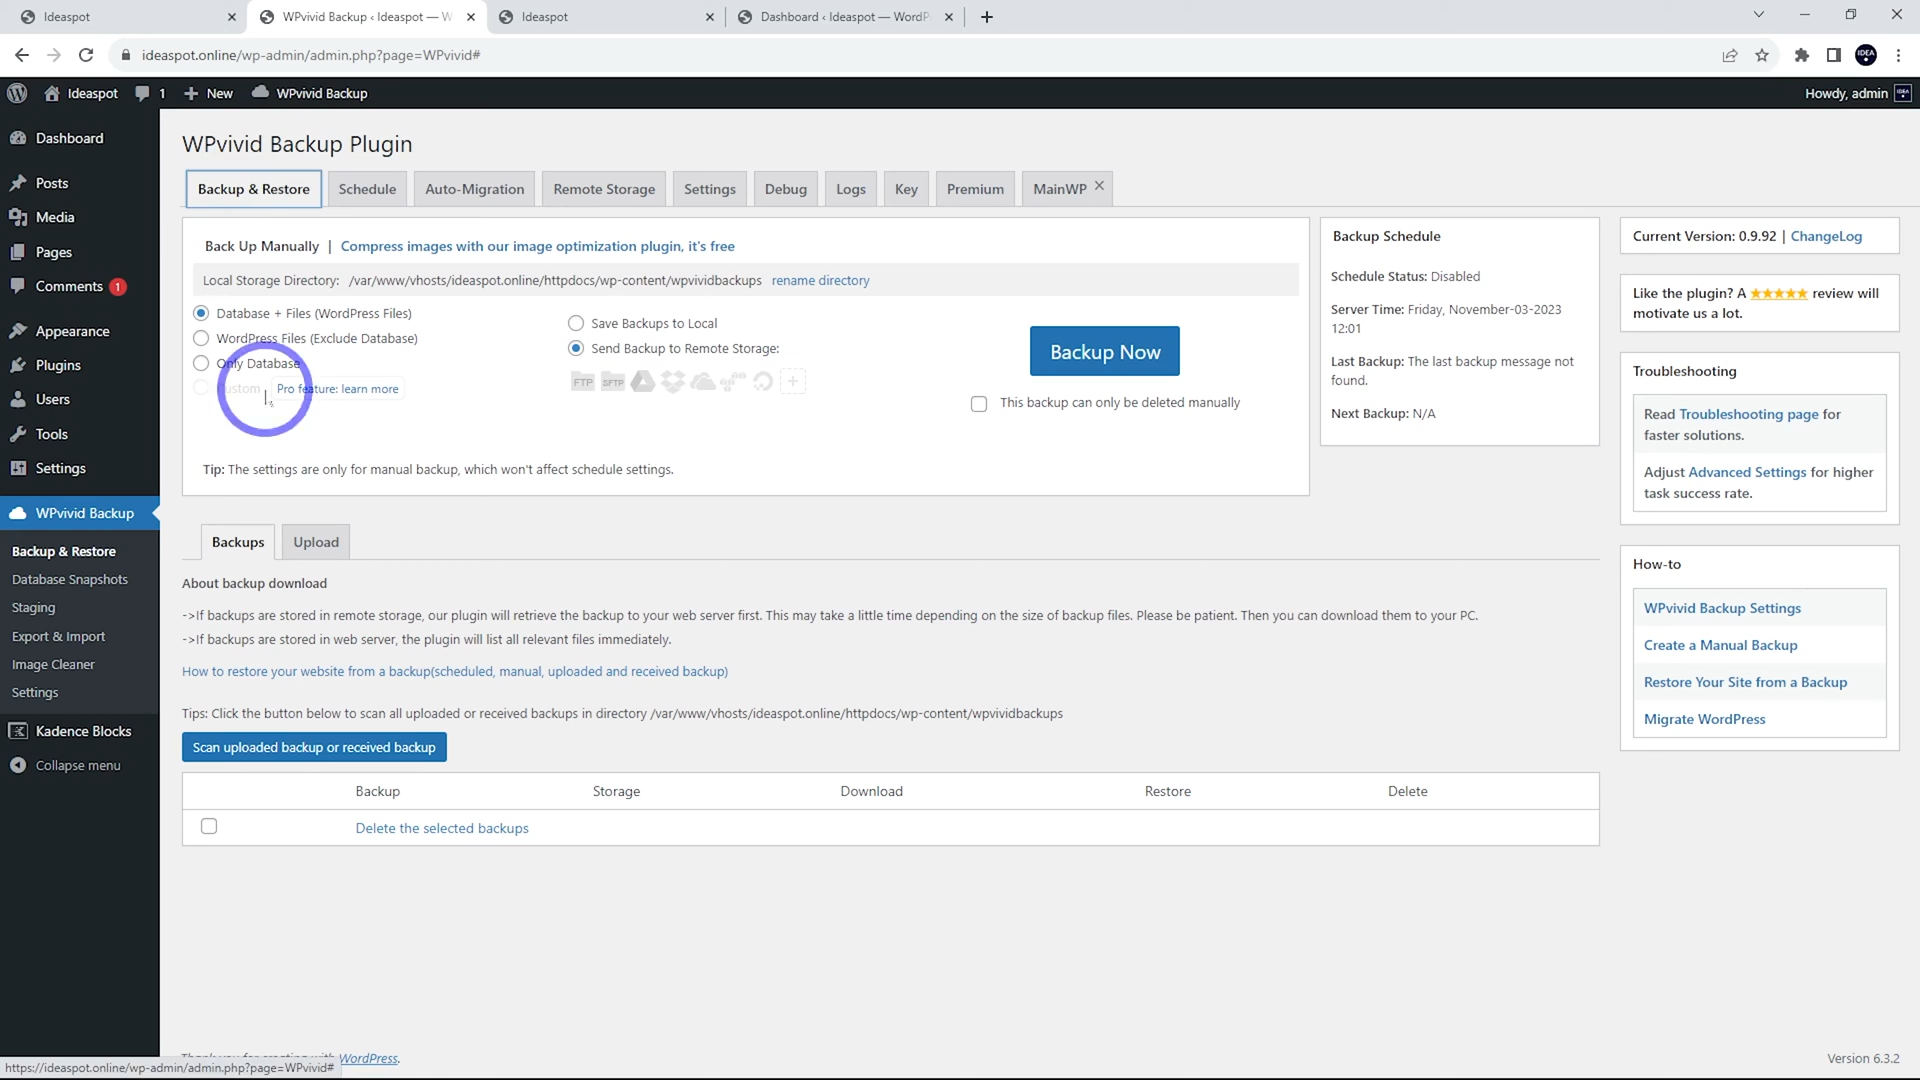 Ideaspot
WPvivid Backup ‹ Ideaspot — W
Ideaspot
Dashboard ‹ Ideaspot — WordP
ideaspot.online/wp-admin/admin.php?page=WPvivid#
IDEA
Ideaspot
1
New
WPvivid Backup
Howdy, admin
Dashboard
Posts
Media
Pages
Comments 1
Appearance
Plugins
Users
Tools
Settings
WPvivid Backup
Backup & Restore
Database Snapshots
Staging
Export & Import
Image Cleaner
Settings
Kadence Blocks
Collapse menu
WPvivid Backup Plugin
Backup & Restore
Schedule
Auto-Migration
Remote Storage
Settings
Debug
Logs
Key
Premium
MainWP
Back Up Manually | Compress images with our image optimization plugin, it's free
Local Storage Directory: /var/www/vhosts/ideaspot.online/httpdocs/wp-content/wpvividbackups rename directory
Database + Files (WordPress Files)
WordPress Files (Exclude Database)
Only Database
Custom Pro feature: learn more
Save Backups to Local
Send Backup to Remote Storage:
FTP SFTP
Backup Now
This backup can only be deleted manually
Tip: The settings are only for manual backup, which won't affect schedule settings.
Backup Schedule
Schedule Status: Disabled
Server Time: Friday, November-03-2023
12:01
Last Backup: The last backup message not
found.
Next Backup: N/A
Current Version: 0.9.92 | ChangeLog
Like the plugin? A ★★★★★ review will
motivate us a lot.
Troubleshooting
Read Troubleshooting page for
faster solutions.
Adjust Advanced Settings for higher
task success rate.
How-to
WPvivid Backup Settings
Create a Manual Backup
Restore Your Site from a Backup
Migrate WordPress
Backups
Upload
About backup download
->If backups are stored in remote storage, our plugin will retrieve the backup to your web server first. This may take a little time depending on the size of backup files. Please be patient. Then you can download them to your PC.
->If backups are stored in web server, the plugin will list all relevant files immediately.
How to restore your website from a backup(scheduled, manual, uploaded and received backup)
Tips: Click the button below to scan all uploaded or received backups in directory /var/www/vhosts/ideaspot.online/httpdocs/wp-content/wpvividbackups
Scan uploaded backup or received backup
Backup Storage Download Restore Delete
Delete the selected backups
Thank you for creating with WordPress.
Version 6.3.2
https://ideaspot.online/wp-admin/admin.php?page=WPvivid#